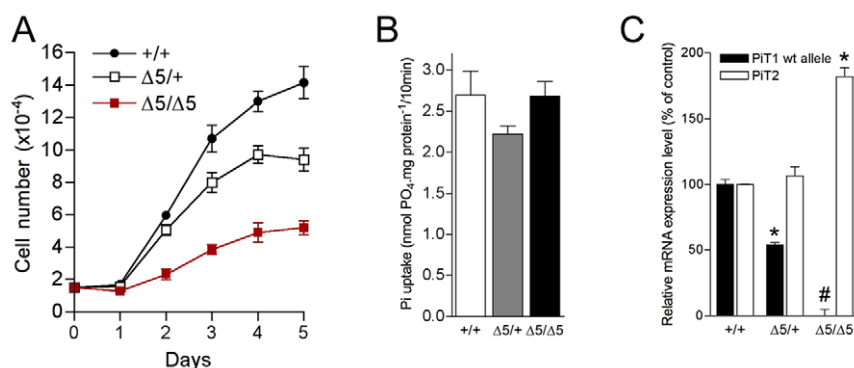 A
Cell number (x10⁻⁴)
16
14
12
10
8
6
4
2
0
1
2
3
4
5
Days
+/+
Δ5/+
Δ5/Δ5
B
Pi uptake (nmol PO₄.mg protein⁻¹/10min)
3.0
2.5
2.0
1.5
1.0
0.5
0.0
+/+ Δ5/+ Δ5/Δ5
C
Relative mRNA expression level (% of control)
200
150
100
50
0
PiT1 wt allele
PiT2
*
*
#
+/+ Δ5/+ Δ5/Δ5